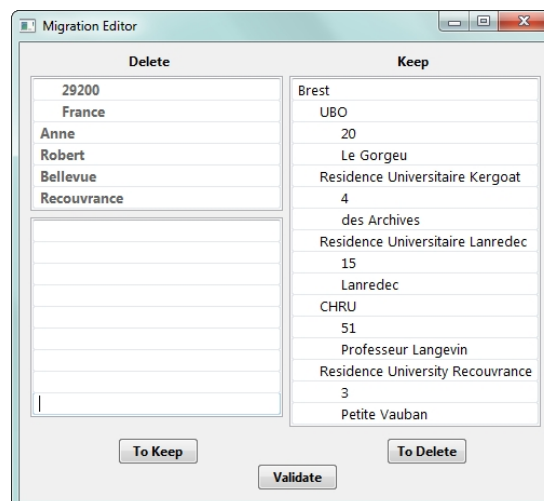 Migration Editor
Delete
Keep
29200
France
Anne
Robert
Bellevue
Recouvrance
Brest
UBO
20
Le Gorgeu
Residence Universitaire Kergoat
4
des Archives
Residence Universitaire Lanredec
15
Lanredec
CHRU
51
Professeur Langevin
Residence University Recouvrance
3
Petite Vauban
To Keep
To Delete
Validate